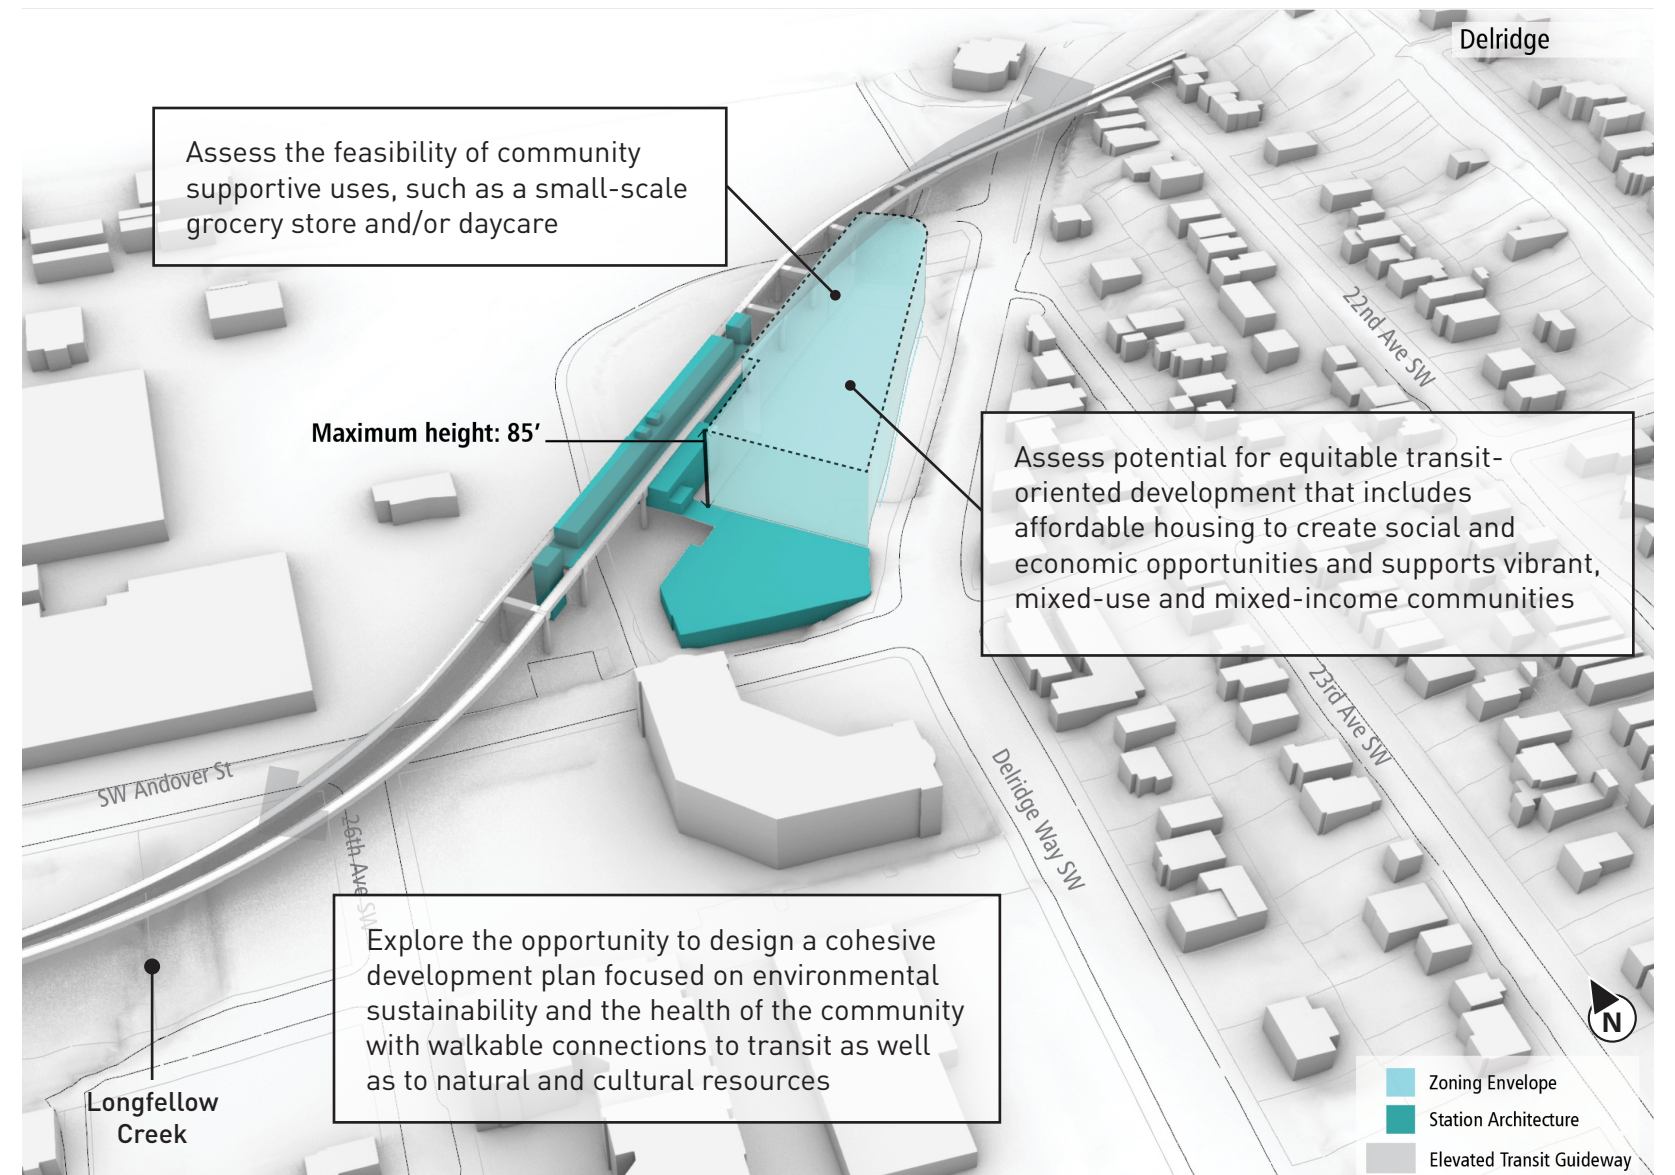 Delridge
Assess the feasibility of community
supportive uses, such as a small-scale
grocery store and/or daycare
22nd Ave SW
Maximum height: 85′
Assess potential for equitable transit-
oriented development that includes
affordable housing to create social and
economic opportunities and supports vibrant,
mixed-use and mixed-income communities
23rd Ave SW
SW Andover St
Delridge Way SW
26th Ave SW
Explore the opportunity to design a cohesive
development plan focused on environmental
sustainability and the health of the community
with walkable connections to transit as well
as to natural and cultural resources
N
Longfellow
Creek
Zoning Envelope
Station Architecture
Elevated Transit Guideway